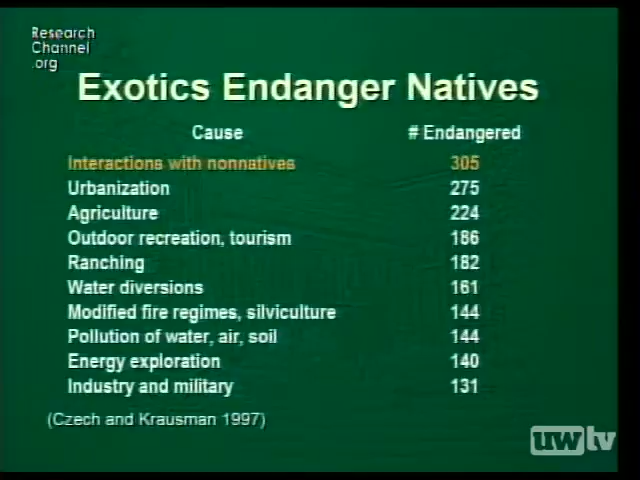 Research
Channel
.org
Exotics Endanger Natives
Cause # Endangered
Interactions with nonnatives 305
Urbanization 275
Agriculture 224
Outdoor recreation, tourism 186
Ranching 182
Water diversions 161
Modified fire regimes, silviculture 144
Pollution of water, air, soil 144
Energy exploration 140
Industry and military 131
(Czech and Krausman 1997)
uwtv